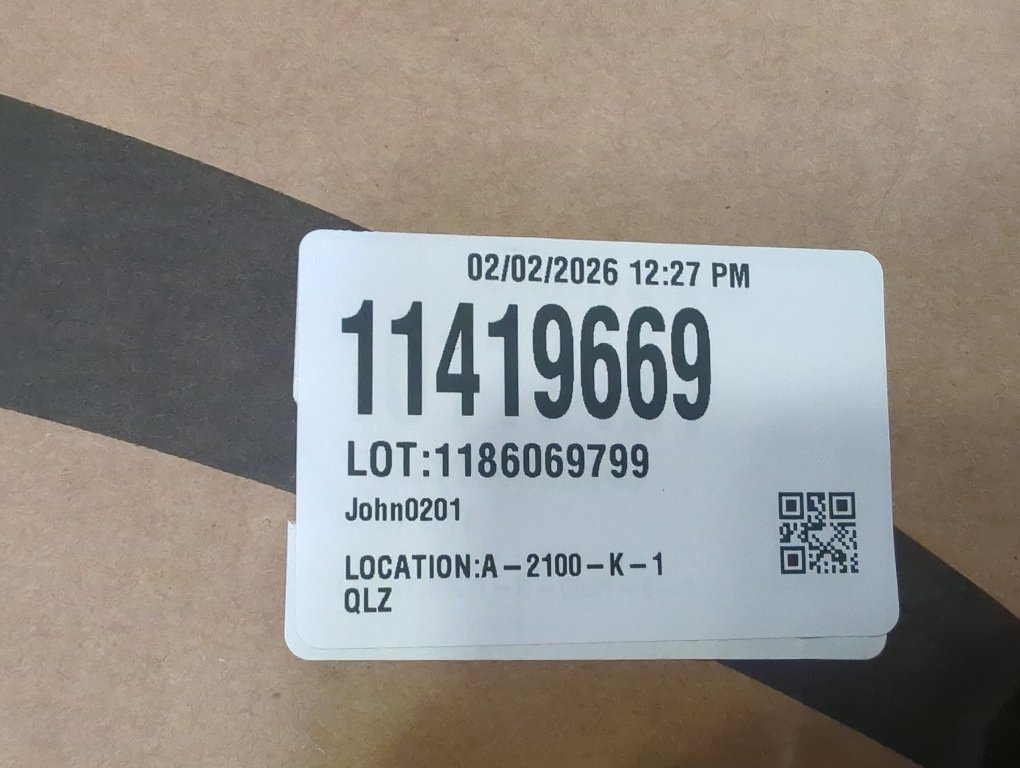 02/02/2026 12:27 PM
11419669
LOT:1186069799
John0201
LOCATION:A-2100-K-1
QLZ